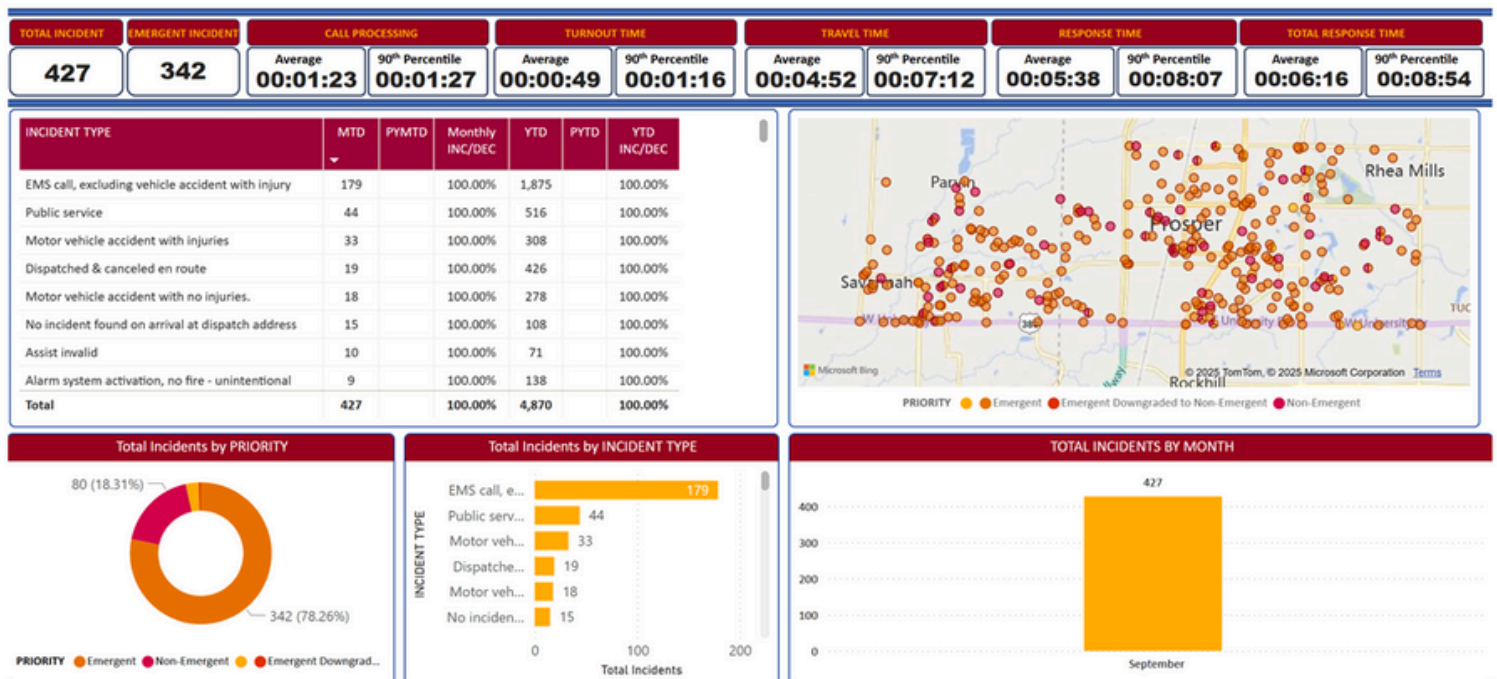 TOTAL INCIDENT EMERGENT INCIDENT CALL PROCESSING TURNOUT TIME TRAVEL TIME RESPONSE TIME TOTAL RESPONSE TIME
Average 90th Percentile Average 90th Percentile Average 90th Percentile Average 90th Percentile Average 90th Percentile
427 342 00:01:23 00:01:27 00:00:49 00:01:16 00:04:52 00:07:12 00:05:38 00:08:07 00:06:16 00:08:54
INCIDENT TYPE MTD PYMTD Monthly INC/DEC YTD PYTD YTD INC/DEC
EMS call, excluding vehicle accident with injury 179 100.00% 1,875 100.00%
Public service 44 100.00% 516 100.00%
Motor vehicle accident with injuries 33 100.00% 308 100.00%
Dispatched & canceled en route 19 100.00% 426 100.00%
Motor vehicle accident with no injuries. 18 100.00% 278 100.00%
No incident found on arrival at dispatch address 15 100.00% 108 100.00%
Assist invalid 10 100.00% 71 100.00%
Alarm system activation, no fire - unintentional 9 100.00% 138 100.00%
Total 427 100.00% 4,870 100.00%
Rhea Mills
Prosper
W University Dr
Rockhill
Microsoft Bing
© 2025 TomTom, © 2025 Microsoft Corporation Terms
PRIORITY Emergent Emergent Downgraded to Non-Emergent Non-Emergent
Total Incidents by PRIORITY
80 (18.31%)
342 (78.26%)
PRIORITY Emergent Non-Emergent Emergent Downgrad...
Total Incidents by INCIDENT TYPE
INCIDENT TYPE
EMS call, e... 179
Public serv... 44
Motor veh... 33
Dispatche... 19
Motor veh... 18
No inciden... 15
0 100 200
Total Incidents
TOTAL INCIDENTS BY MONTH
427
400
300
200
100
0
September